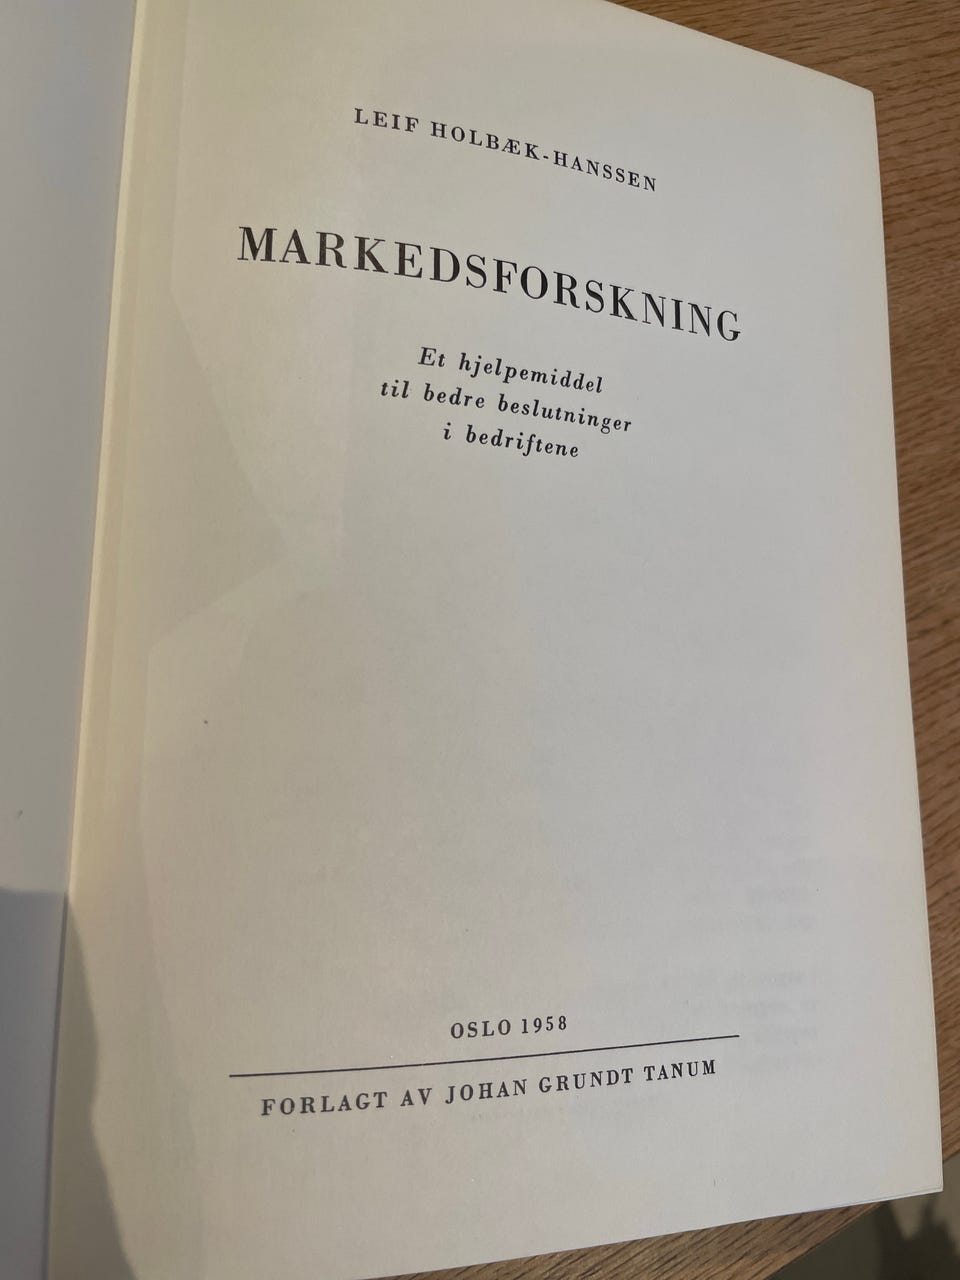 LEIF HOLBÆK-HANSSEN
MARKEDSFORSKNING
Et hjelpemiddel
til bedre beslutninger
i bedriftene
OSLO 1958
FORLAGT AV JOHAN GRUNDT TANUM